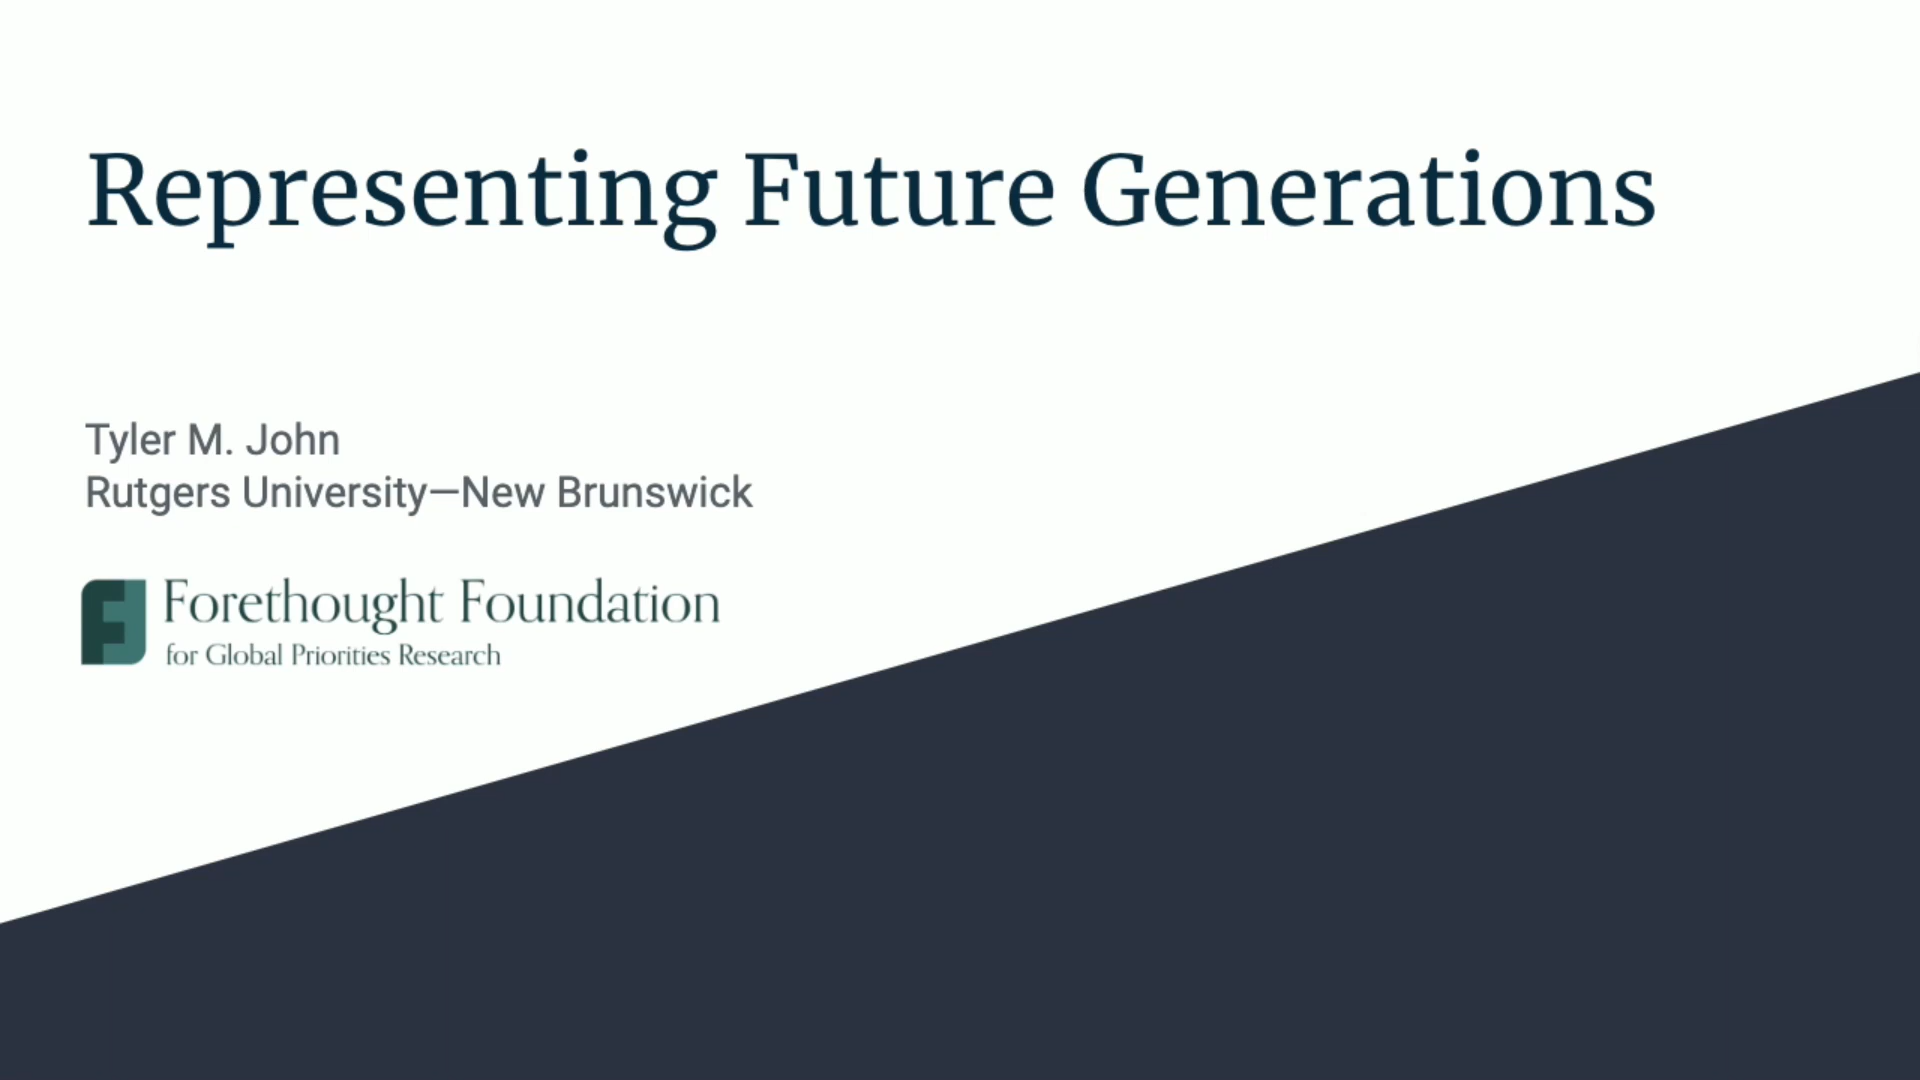 Representing Future Generations
Tyler M. John
Rutgers University—New Brunswick
Forethought Foundation
for Global Priorities Research